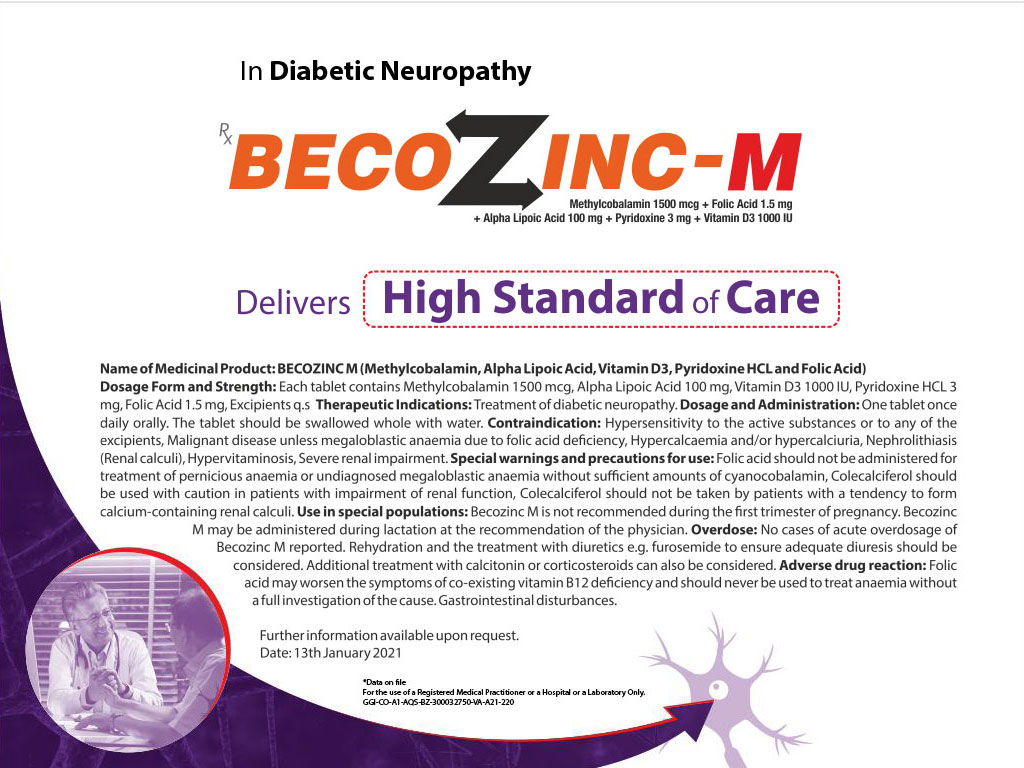 In Diabetic Neuropathy
Rx
BECOZINC-M
Methylcobalamin 1500 mcg + Folic Acid 1.5 mg
+ Alpha Lipoic Acid 100 mg + Pyridoxine 3 mg + Vitamin D3 1000 IU
Delivers High Standard of Care
Name of Medicinal Product: BECOZINC M (Methylcobalamin, Alpha Lipoic Acid, Vitamin D3, Pyridoxine HCL and Folic Acid)
Dosage Form and Strength: Each tablet contains Methylcobalamin 1500 mcg, Alpha Lipoic Acid 100 mg, Vitamin D3 1000 IU, Pyridoxine HCL 3
mg, Folic Acid 1.5 mg, Excipients q.s Therapeutic Indications: Treatment of diabetic neuropathy. Dosage and Administration: One tablet once
daily orally. The tablet should be swallowed whole with water. Contraindication: Hypersensitivity to the active substances or to any of the
excipients, Malignant disease unless megaloblastic anaemia due to folic acid deficiency, Hypercalcaemia and/or hypercalciuria, Nephrolithiasis
(Renal calculi), Hypervitaminosis, Severe renal impairment. Special warnings and precautions for use: Folic acid should not be administered for
treatment of pernicious anaemia or undiagnosed megaloblastic anaemia without sufficient amounts of cyanocobalamin, Colecalciferol should
be used with caution in patients with impairment of renal function, Colecalciferol should not be taken by patients with a tendency to form
calcium-containing renal calculi. Use in special populations: Becozinc M is not recommended during the first trimester of pregnancy. Becozinc
M may be administered during lactation at the recommendation of the physician. Overdose: No cases of acute overdosage of
Becozinc M reported. Rehydration and the treatment with diuretics e.g. furosemide to ensure adequate diuresis should be
considered. Additional treatment with calcitonin or corticosteroids can also be considered. Adverse drug reaction: Folic
acid may worsen the symptoms of co-existing vitamin B12 deficiency and should never be used to treat anaemia without
a full investigation of the cause. Gastrointestinal disturbances.
Further information available upon request.
Date: 13th January 2021
*Data on file
For the use of a Registered Medical Practitioner or a Hospital or a Laboratory Only.
GGI-CO-A1-AQS-BZ-300032750-VA-A21-220